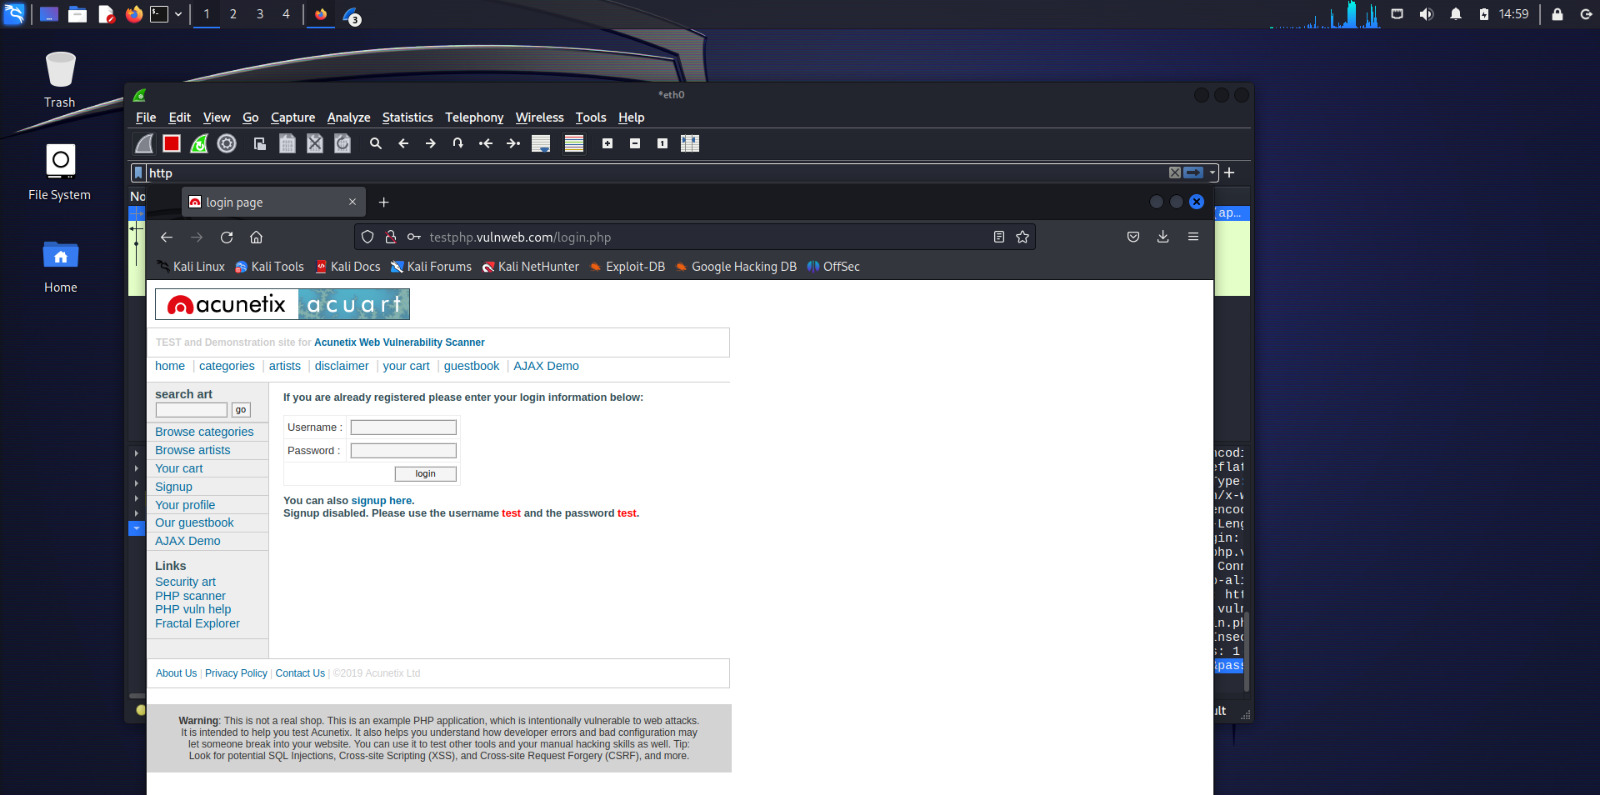 1 2 3 4 3 14:59
Trash
File System
Home
*eth0
File Edit View Go Capture Analyze Statistics Telephony Wireless Tools Help
http
No
login page
testphp.vulnweb.com/login.php
Kali Linux Kali Tools Kali Docs Kali Forums Kali NetHunter Exploit-DB Google Hacking DB OffSec
acunetix acuart
TEST and Demonstration site for Acunetix Web Vulnerability Scanner
home | categories | artists | disclaimer | your cart | guestbook | AJAX Demo
search art
go
Browse categories
Browse artists
Your cart
Signup
Your profile
Our guestbook
AJAX Demo
Links
Security art
PHP scanner
PHP vuln help
Fractal Explorer
If you are already registered please enter your login information below:
Username :
Password :
login
You can also signup here.
Signup disabled. Please use the username test and the password test.
About Us | Privacy Policy | Contact Us | ©2019 Acunetix Ltd
Warning: This is not a real shop. This is an example PHP application, which is intentionally vulnerable to web attacks.
It is intended to help you test Acunetix. It also helps you understand how developer errors and bad configuration may
let someone break into your website. You can use it to test other tools and your manual hacking skills as well. Tip:
Look for potential SQL Injections, Cross-site Scripting (XSS), and Cross-site Request Forgery (CSRF), and more.
ap…
ncodi
eflat
Type:
n/x-w
encod
-Leng
gin:
php.v
Conn
p-ali
htt
vuln
in.ph
Insec
s: 1
&pass
ult